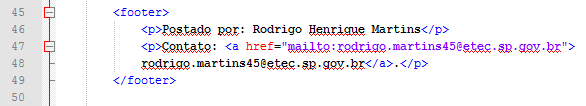 45 <footer>
46 <p>Postado por: Rodrigo Henrique Martins</p>
47 <p>Contato: <a href="mailto:rodrigo.martins45@etec.sp.gov.br">
48 rodrigo.martins45@etec.sp.gov.br</a>.</p>
49 </footer>
50